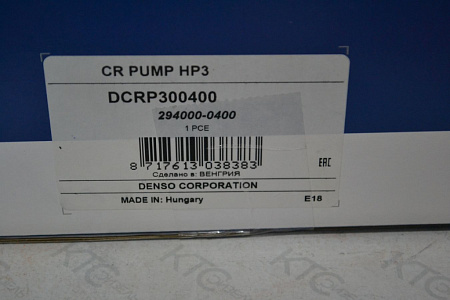 CR PUMP HP3
DCRP300400
294000-0400
1 PCE
8 717613 038383
EAC
Сделано в: ВЕНГРИЯ
DENSO CORPORATION
MADE IN: Hungary
E18